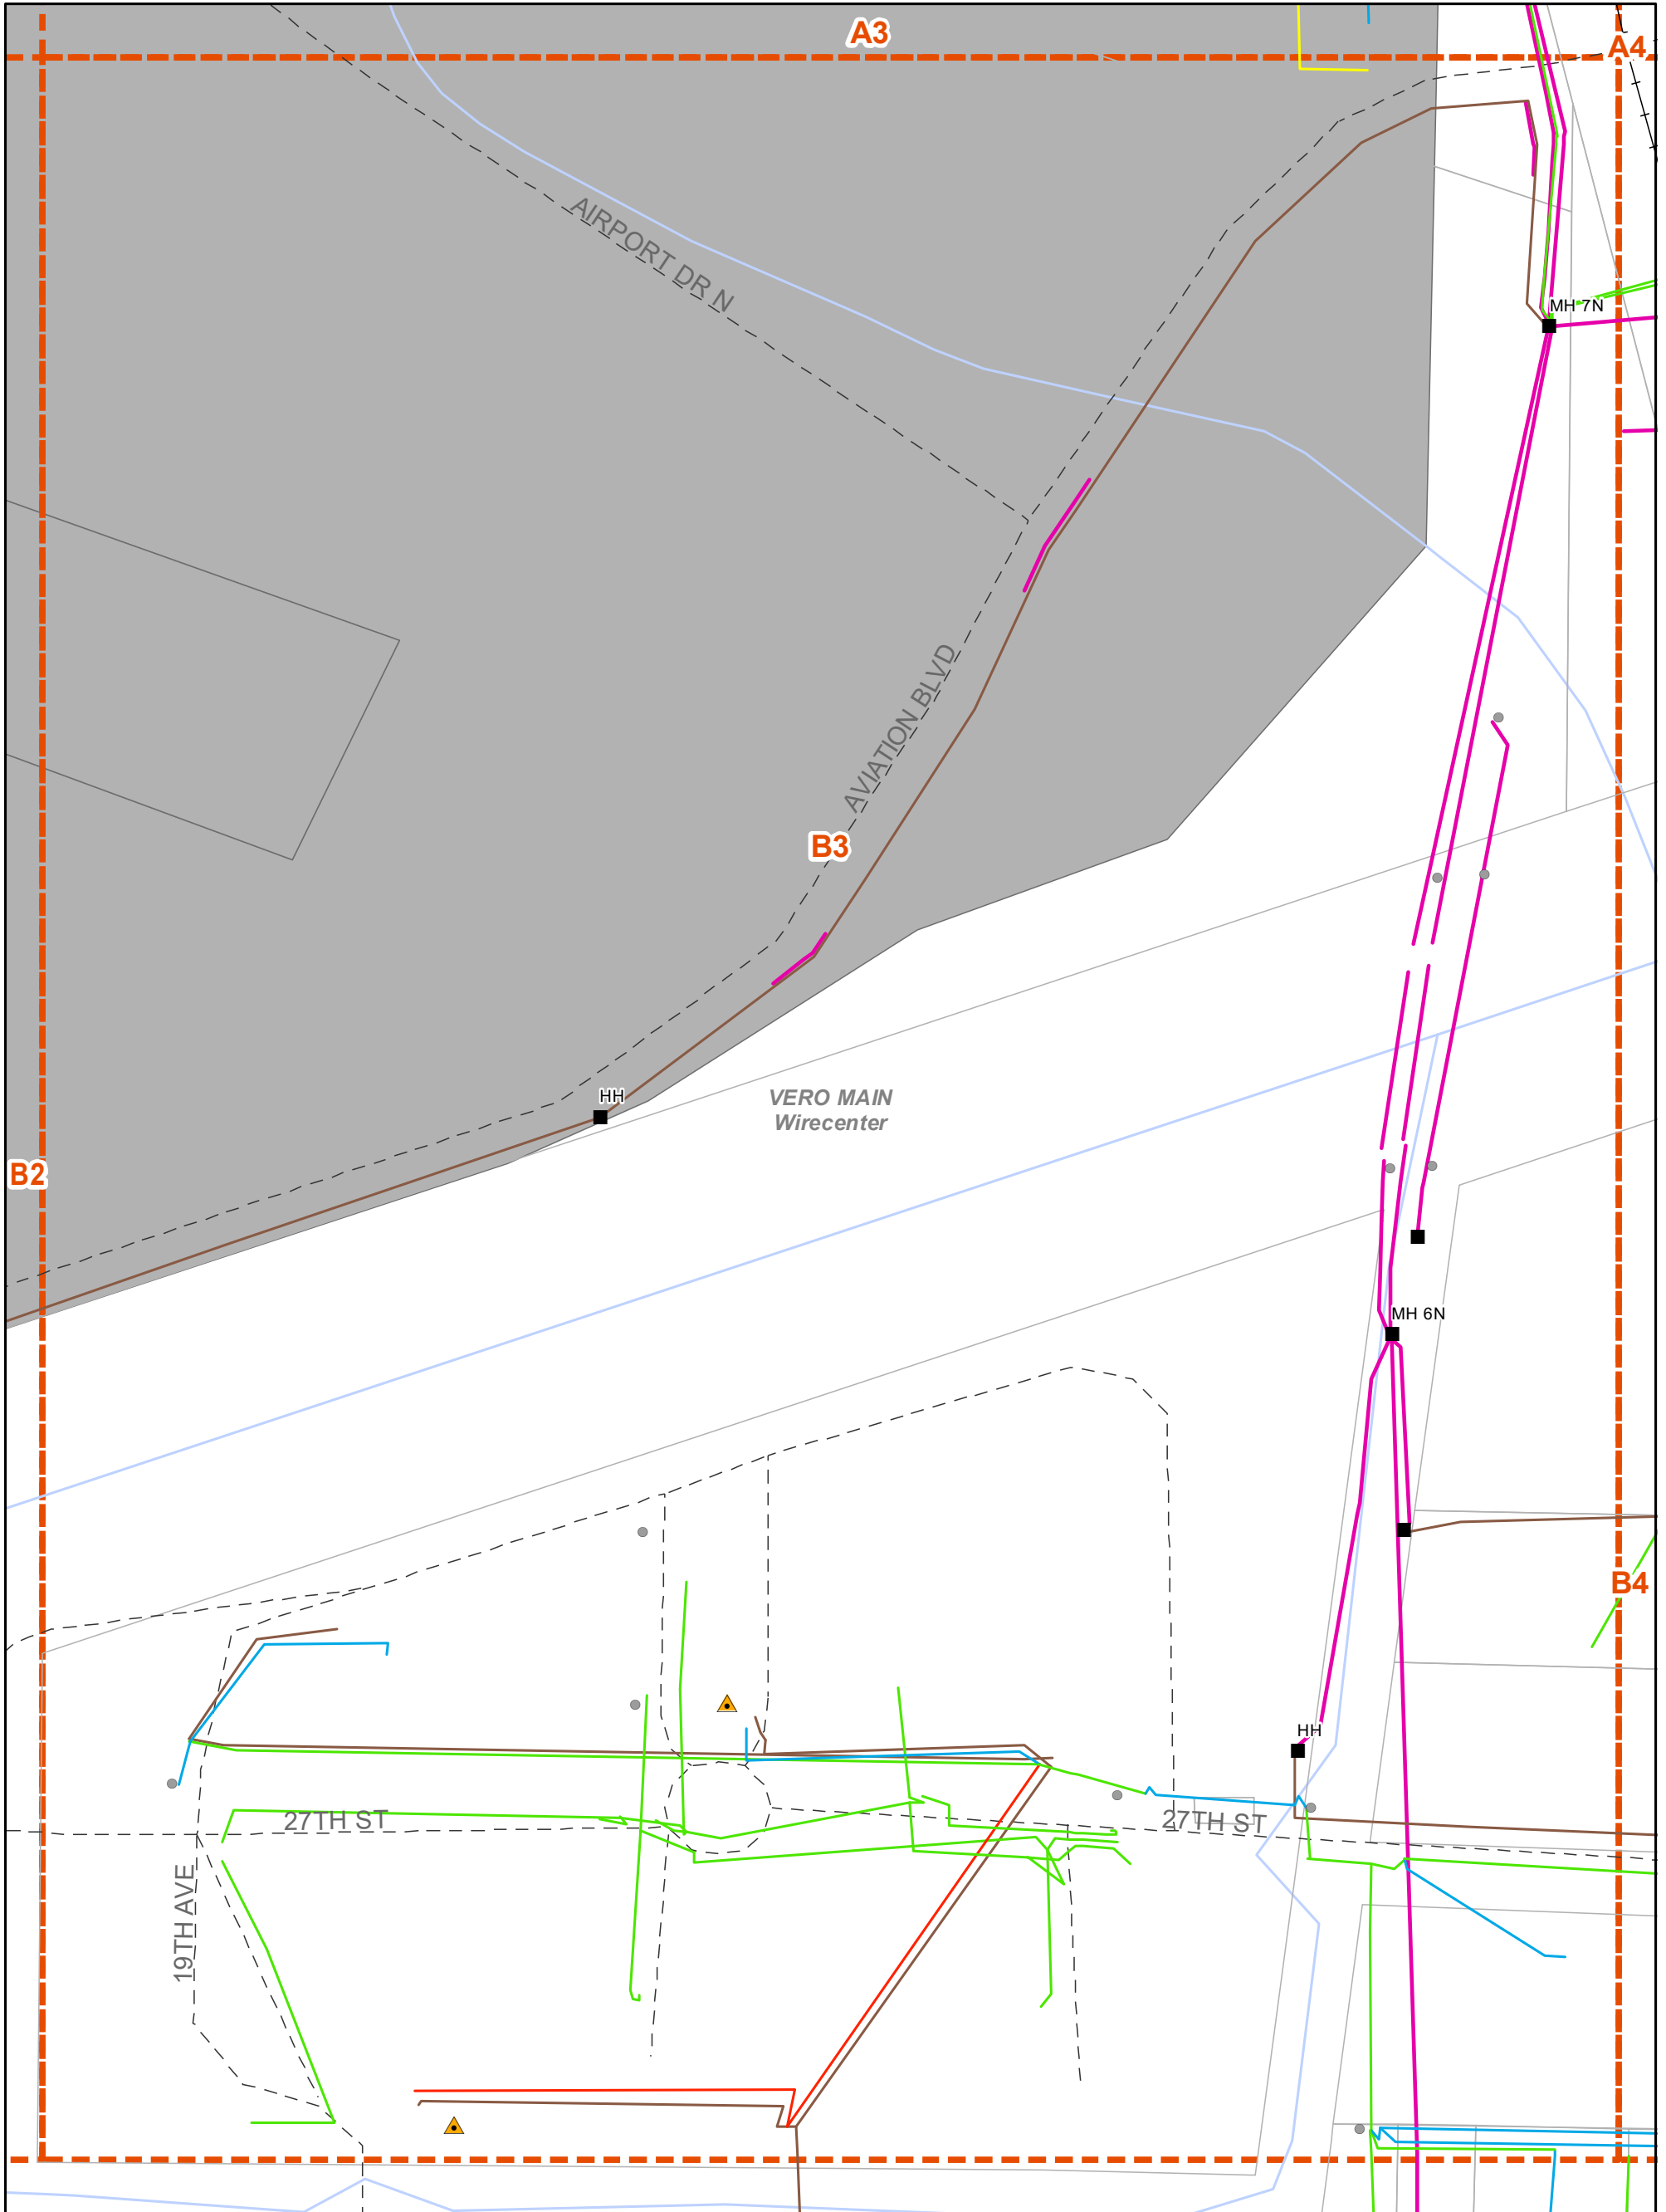 A3
A4
AIRPORT DR N
MH 7N
AVIATION BLVD
B3
HH
VERO MAIN
Wirecenter
B2
MH 6N
B4
HH
27TH ST
27TH ST
19TH AVE